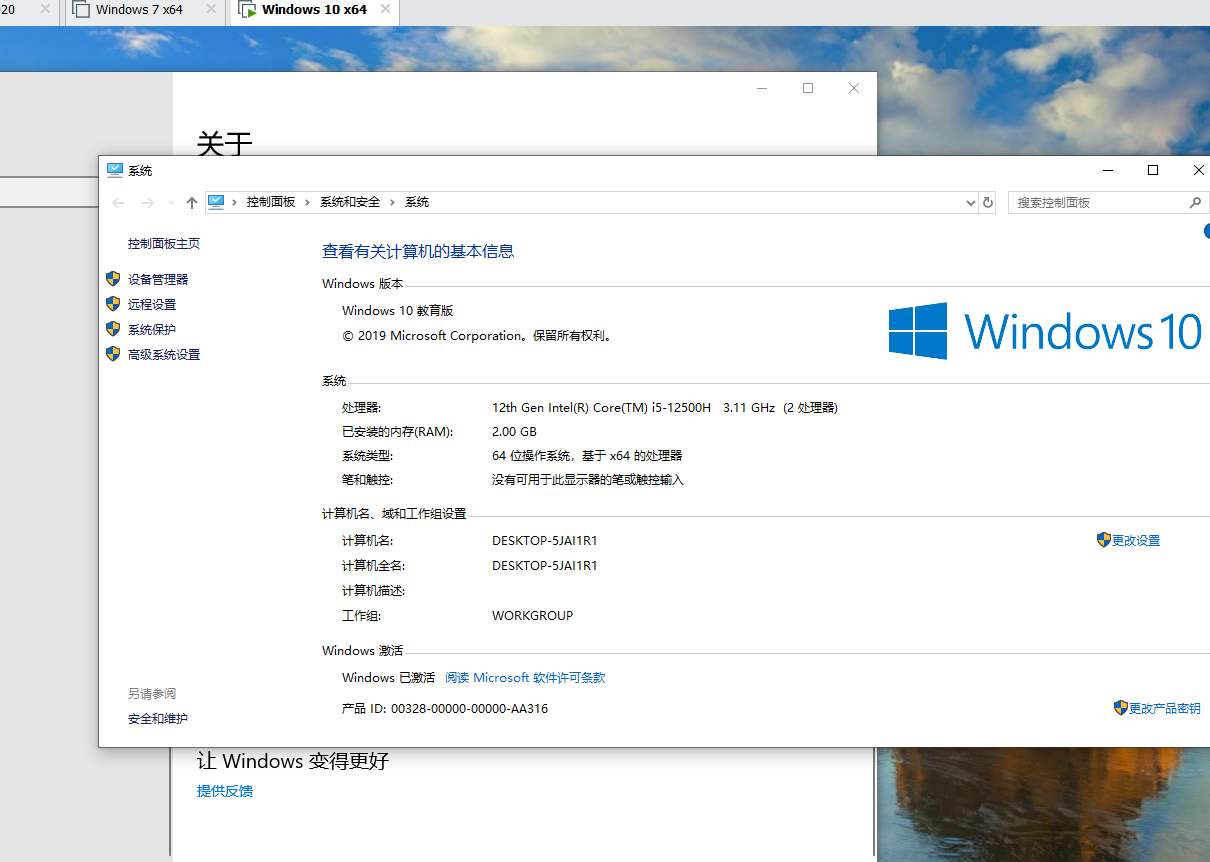 20
Windows 7 x64
Windows 10 x64
关于
系统
控制面板 系统和安全 系统
搜索控制面板
控制面板主页
设备管理器
远程设置
系统保护
高级系统设置
另请参阅
安全和维护
查看有关计算机的基本信息
Windows 版本
Windows 10 教育版
© 2019 Microsoft Corporation。保留所有权利。
Windows 10
系统
处理器: 12th Gen Intel(R) Core(TM) i5-12500H 3.11 GHz (2 处理器)
已安装的内存(RAM): 2.00 GB
系统类型: 64 位操作系统，基于 x64 的处理器
笔和触控: 没有可用于此显示器的笔或触控输入
计算机名、域和工作组设置
计算机名: DESKTOP-5JAI1R1 更改设置
计算机全名: DESKTOP-5JAI1R1
计算机描述:
工作组: WORKGROUP
Windows 激活
Windows 已激活 阅读 Microsoft 软件许可条款
产品 ID: 00328-00000-00000-AA316 更改产品密钥
让 Windows 变得更好
提供反馈